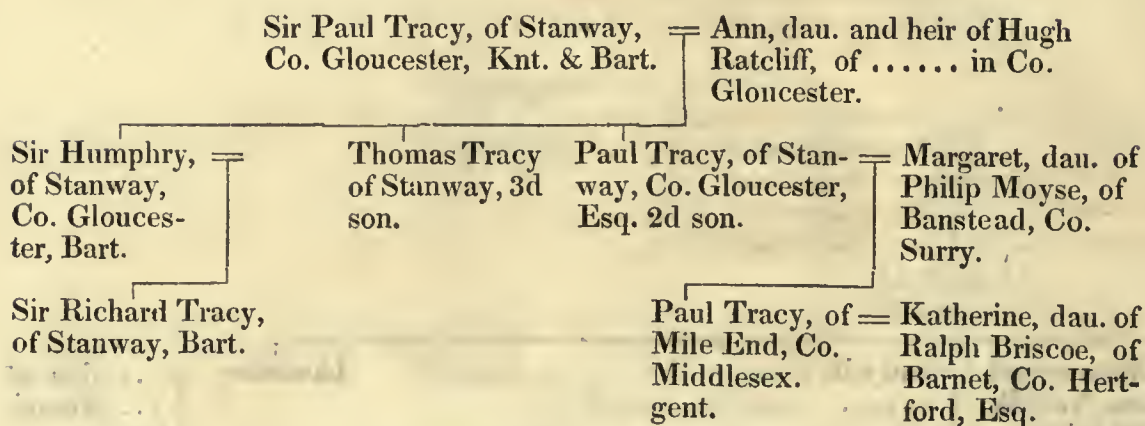 Sir Paul Tracy, of Stanway,
Co. Gloucester, Knt. & Bart.
Ann, dau. and heir of Hugh
Ratcliff, of ...... in Co.
Gloucester.
Sir Humphry,
of Stanway,
Co. Glouces-
ter, Bart.
Thomas Tracy
of Stanway, 3d
son.
Paul Tracy, of Stan-
way, Co. Gloucester,
Esq. 2d son.
Margaret, dau. of
Philip Moyse, of
Banstead, Co.
Surry.
Sir Richard Tracy,
of Stanway, Bart.
Paul Tracy, of
Mile End, Co.
Middlesex.
gent.
Katherine, dau. of
Ralph Briscoe, of
Barnet, Co. Hert-
ford, Esq.